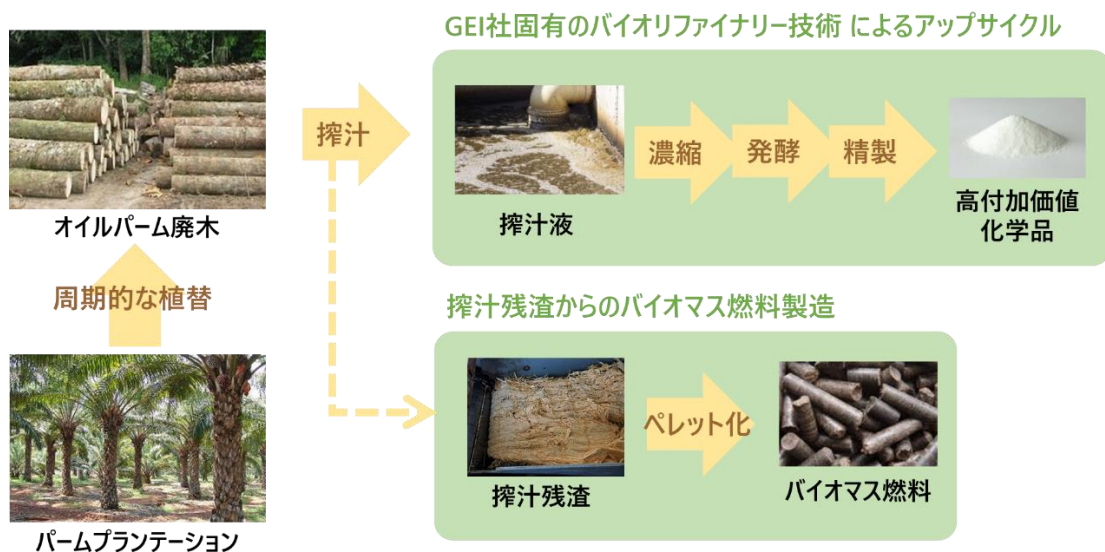 GEI社固有のバイオリファイナリー技術 によるアップサイクル
搾汁
濃縮
発酵
精製
オイルパーム廃木
搾汁液
高付加価値
化学品
周期的な植替
搾汁残渣からのバイオマス燃料製造
ペレット化
搾汁残渣
バイオマス燃料
パームプランテーション